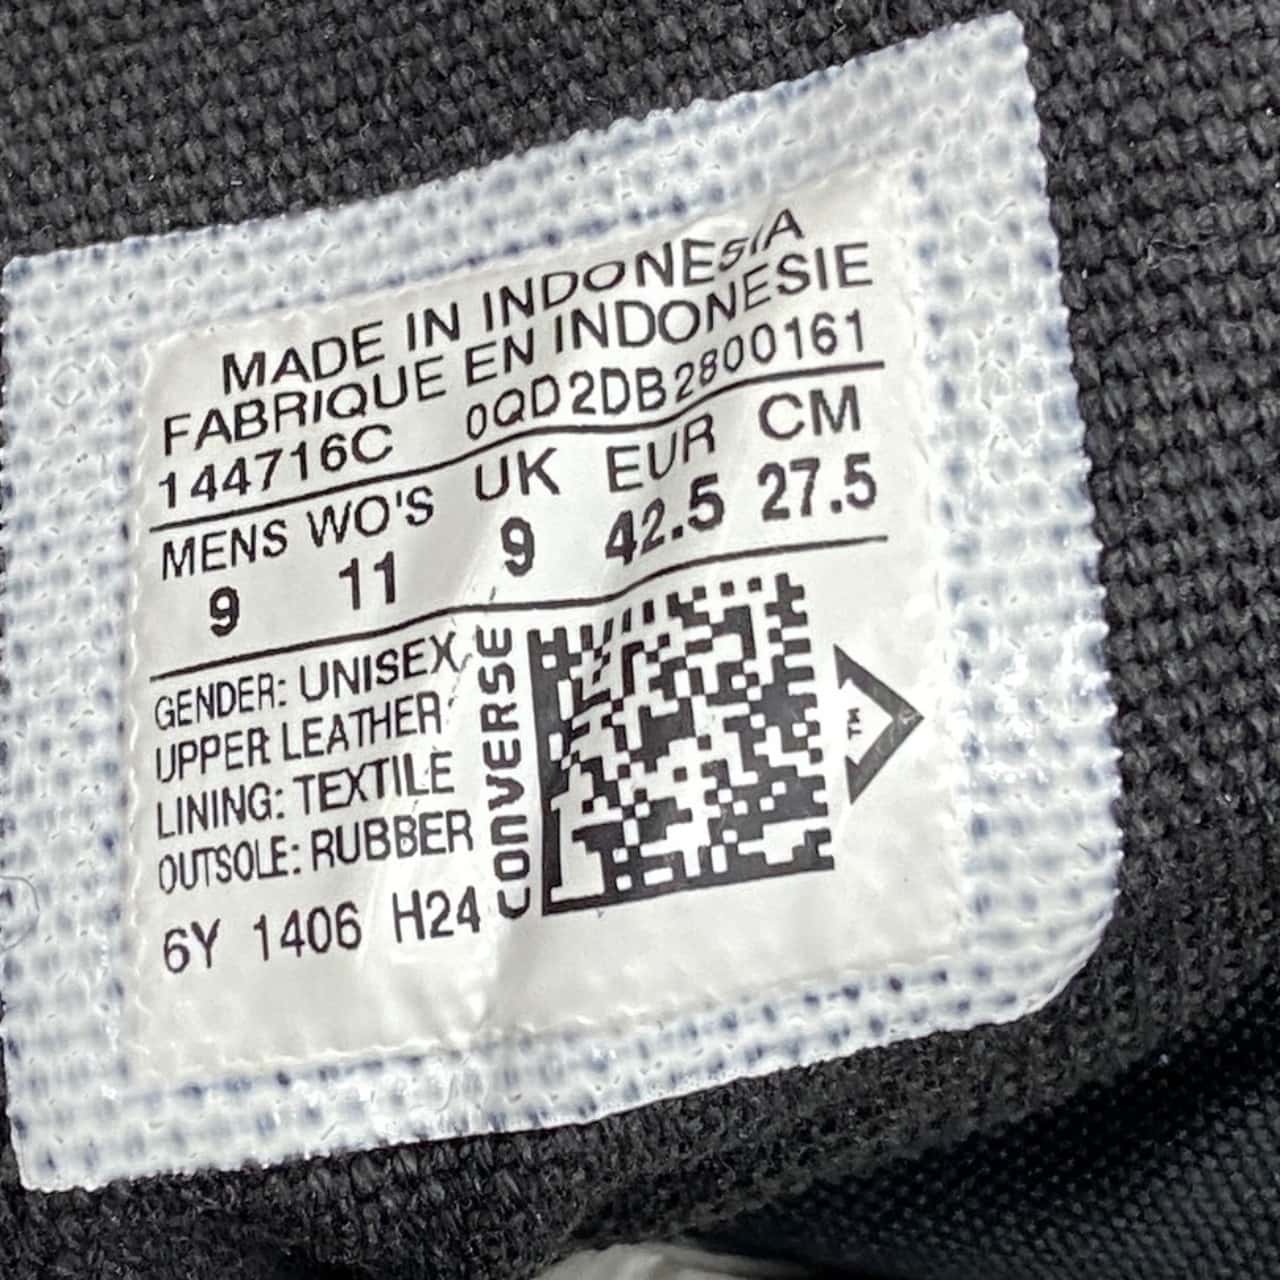 MADE IN INDONESIA
FABRIQUE EN INDONESIE
144716C 0QD2DB2800161
MENS WO'S UK EUR CM
9 11 9 42.5 27.5
GENDER: UNISEX
UPPER LEATHER
LINING: TEXTILE
OUTSOLE: RUBBER
6Y 1406 H24
CONVERSE
TM